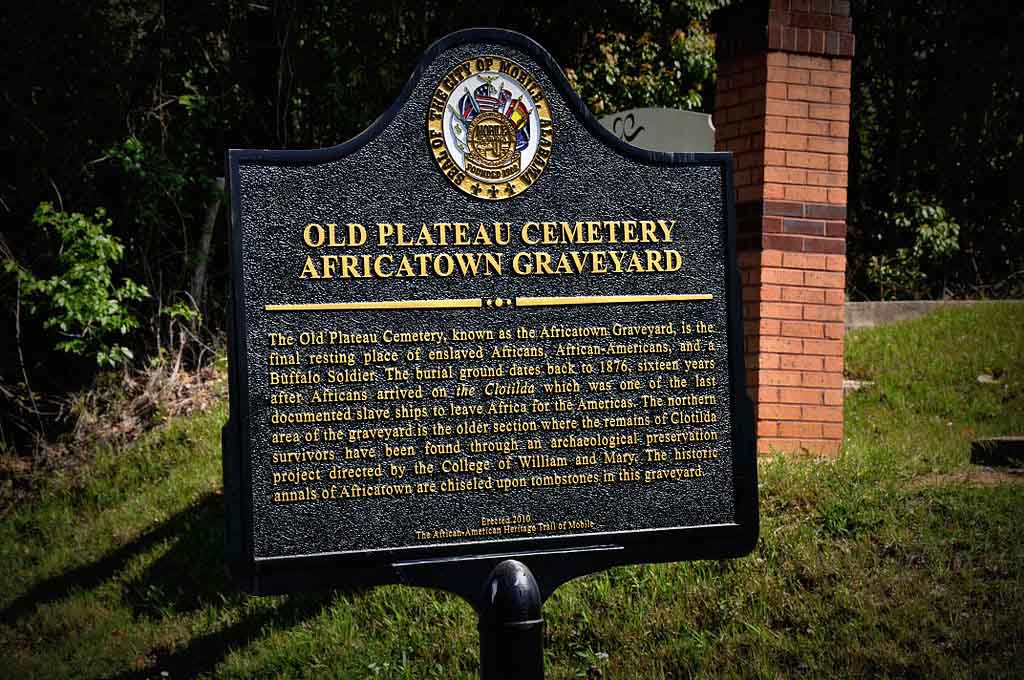 SEAL OF THE CITY OF MOBILE, ALABAMA
MOBILE
OLD PLATEAU CEMETERY
AFRICATOWN GRAVEYARD
The Old Plateau Cemetery, known as the Africatown Graveyard, is the
final resting place of enslaved Africans, African-Americans, and a
Buffalo Soldier. The burial ground dates back to 1876, sixteen years
after Africans arrived on the Clotilda which was one of the last
documented slave ships to leave Africa for the Americas. The northern
area of the graveyard is the older section where the remains of Clotilda
survivors have been found through an archaeological preservation
project directed by the College of William and Mary. The historic
annals of Africatown are chiseled upon tombstones in this graveyard.
Erected 2010
The African-American Heritage Trail of Mobile